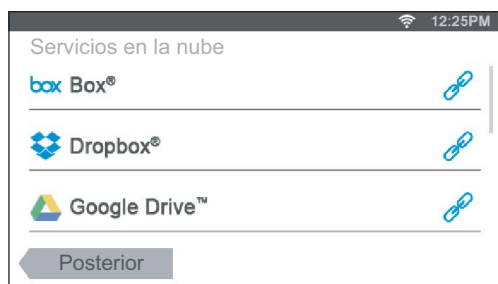 12:25PM
Servicios en la nube
box Box®
Dropbox®
Google Drive™
Posterior